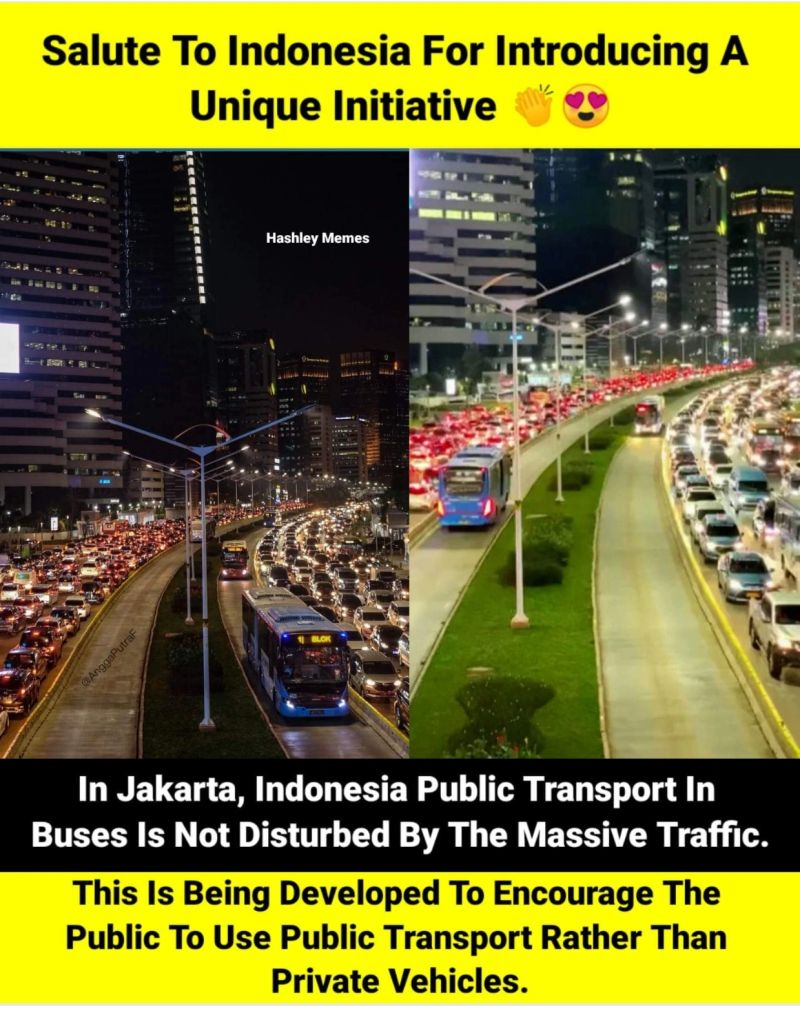 Salute To Indonesia For Introducing A
Unique Initiative 👏😍
Hashley Memes
@AnggaPutraF
1 BLOK
In Jakarta, Indonesia Public Transport In
Buses Is Not Disturbed By The Massive Traffic.
This Is Being Developed To Encourage The
Public To Use Public Transport Rather Than
Private Vehicles.